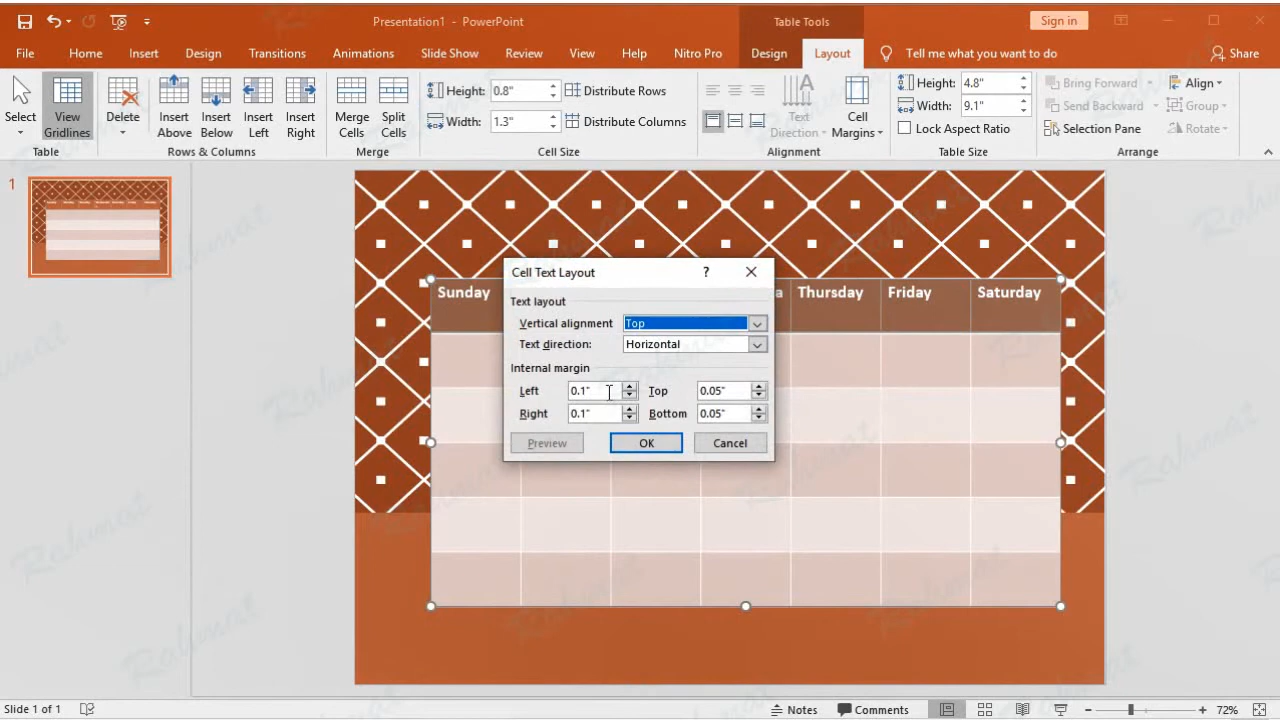 Presentation1 - PowerPoint
Table Tools
Sign in
File Home Insert Design Transitions Animations Slide Show Review View Help Nitro Pro Design Layout Tell me what you want to do Share
Select
View Gridlines
Delete
Insert Above
Insert Below
Insert Left
Insert Right
Merge Cells
Split Cells
Height: 0.8" Distribute Rows
Width: 1.3" Distribute Columns
Text Direction
Cell Margins
Height: 4.8"
Width: 9.1"
Lock Aspect Ratio
Bring Forward
Send Backward
Selection Pane
Align
Group
Rotate
Table Rows & Columns Merge Cell Size Alignment Table Size Arrange
1
Cell Text Layout ?
Sunday a Thursday Friday Saturday
Text layout
Vertical alignment Top
Text direction: Horizontal
Internal margin
Left 0.1" Top 0.05"
Right 0.1" Bottom 0.05"
Preview OK Cancel
Rahmat
Slide 1 of 1 Notes Comments 72%